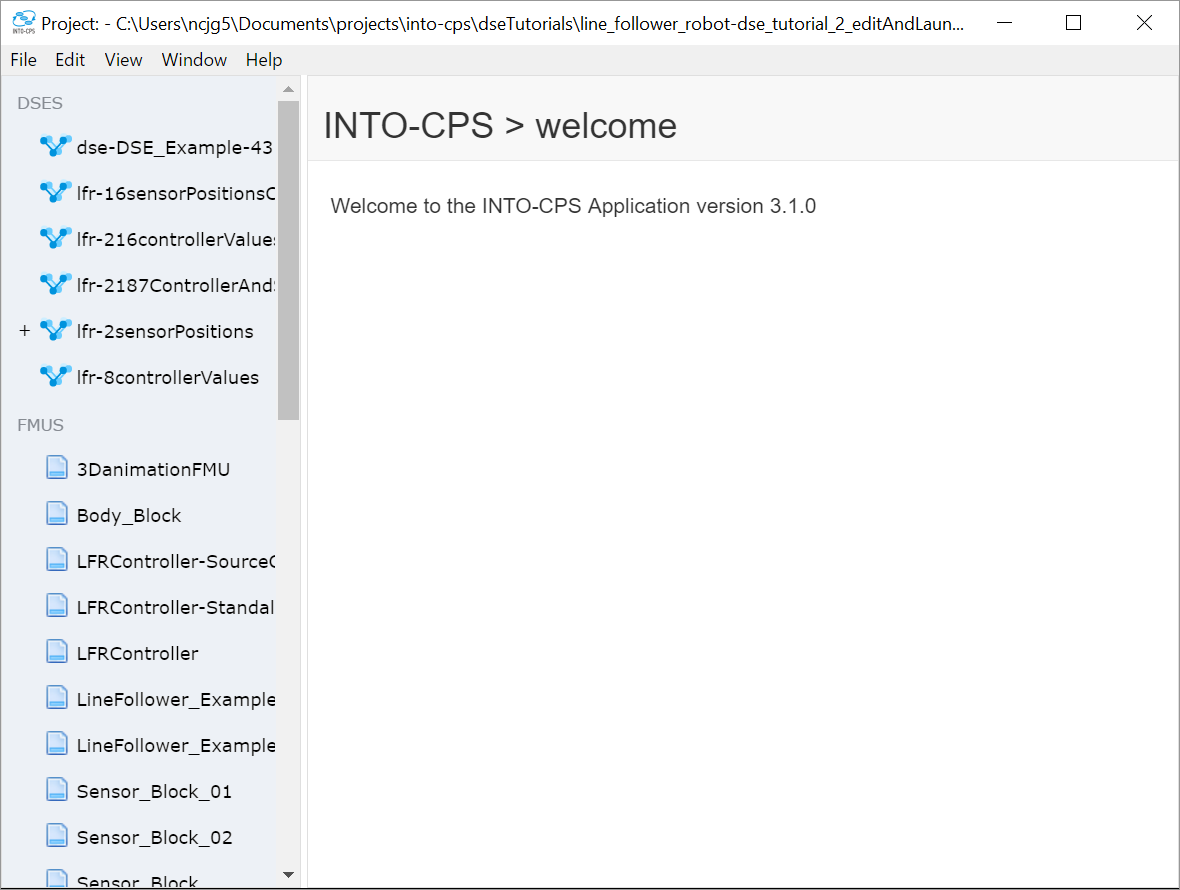 INTO-CPS
Project: - C:\Users\ncjg5\Documents\projects\into-cps\dseTutorials\line_follower_robot-dse_tutorial_2_editAndLaun...
File Edit View Window Help
DSES
dse-DSE_Example-43
lfr-16sensorPositionsC
lfr-216controllerValues
lfr-2187ControllerAndS
+ lfr-2sensorPositions
lfr-8controllerValues
FMUS
3DanimationFMU
Body_Block
LFRController-SourceC
LFRController-Standal
LFRController
LineFollower_Example
LineFollower_Example
Sensor_Block_01
Sensor_Block_02
Sensor_Block
INTO-CPS > welcome
Welcome to the INTO-CPS Application version 3.1.0